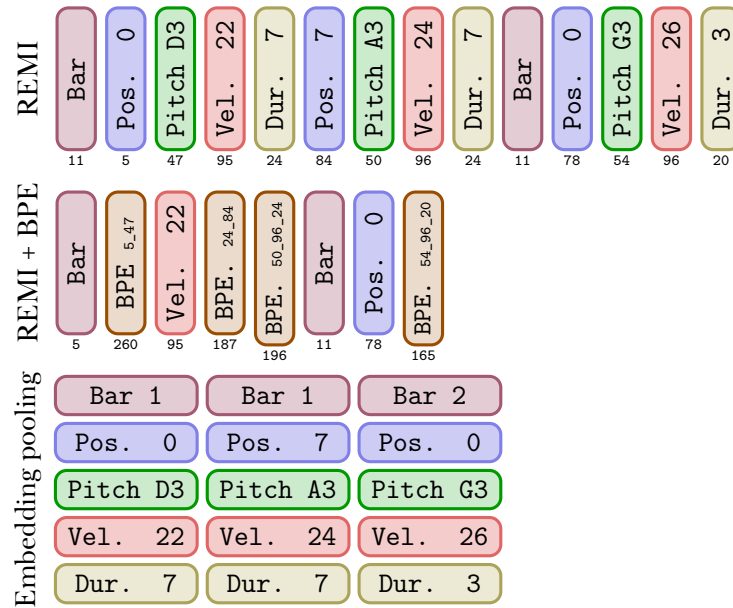 REMI
Bar Pos. 0 Pitch D3 Vel. 22 Dur. 7 Pos. 7 Pitch A3 Vel. 24 Dur. 7 Bar Pos. 0 Pitch G3 Vel. 26 Dur. 3
11 5 47 95 24 84 50 96 24 11 78 54 96 20
REMI + BPE
Bar BPE 5_47 Vel. 22 BPE. 24_84 BPE. 50_96_24 Bar Pos. 0 BPE. 54_96_20
5 260 95 187 196 11 78 165
Embedding pooling
Bar 1 Bar 1 Bar 2
Pos. 0 Pos. 7 Pos. 0
Pitch D3 Pitch A3 Pitch G3
Vel. 22 Vel. 24 Vel. 26
Dur. 7 Dur. 7 Dur. 3